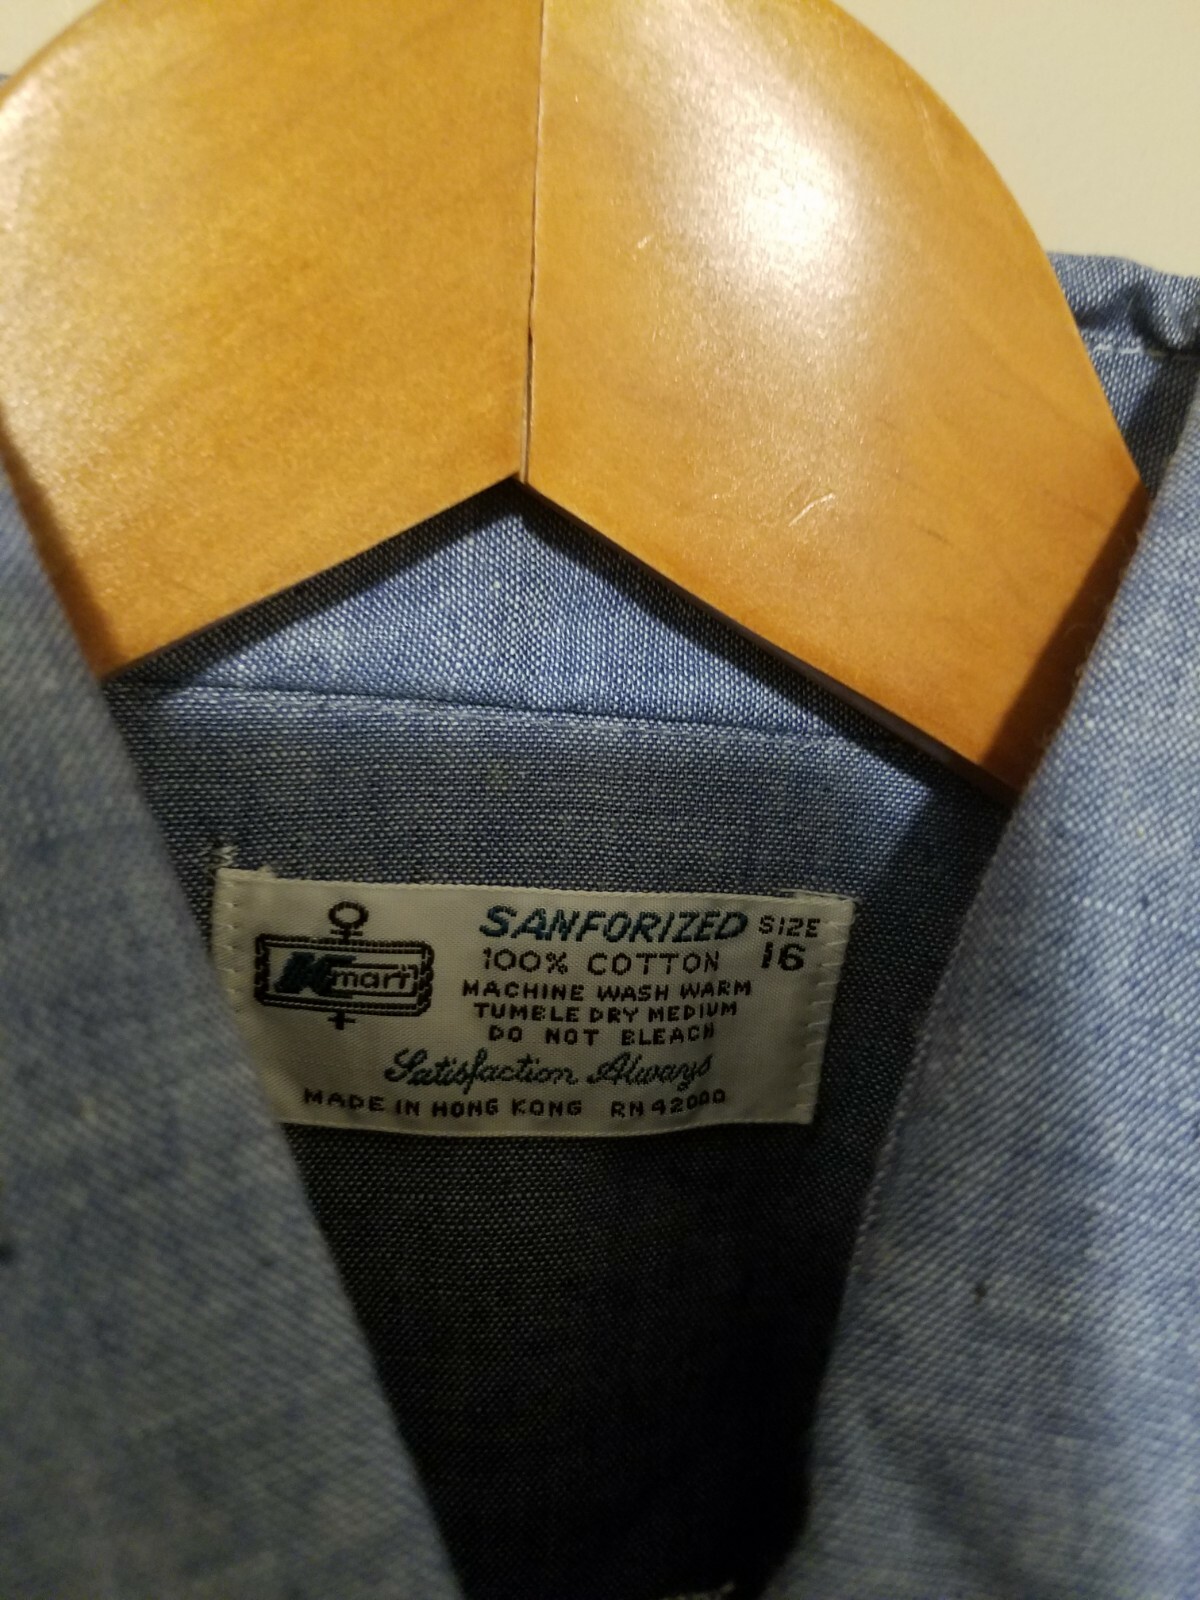 SANFORIZED SIZE
Kmart 100% COTTON 16
MACHINE WASH WARM
TUMBLE DRY MEDIUM
DO NOT BLEACH
Satisfaction Always
MADE IN HONG KONG RN 42000